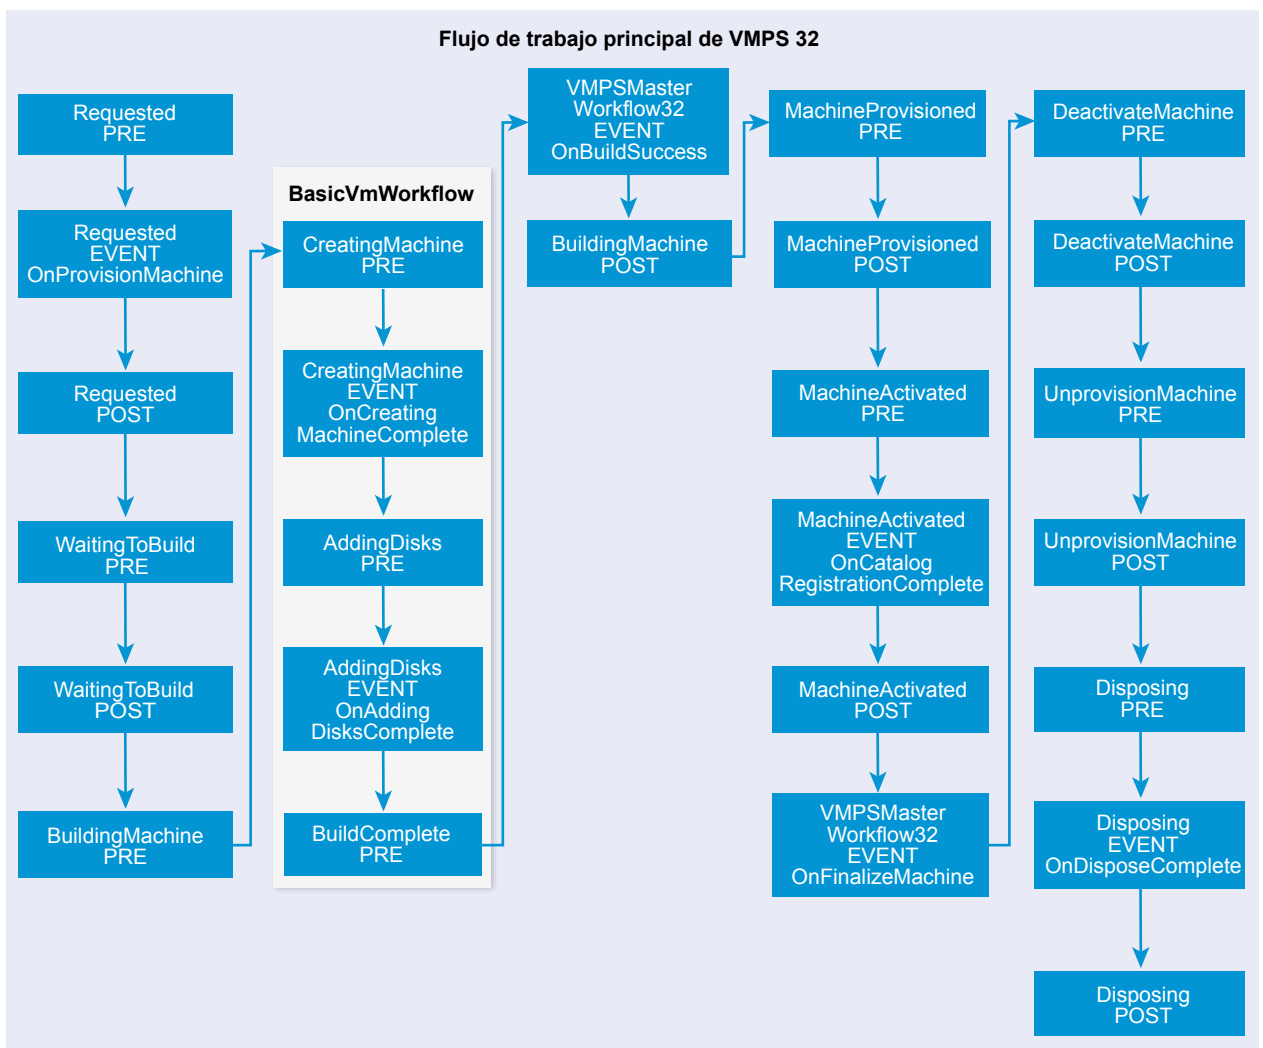 Flujo de trabajo principal de VMPS 32
Requested
PRE
Requested
EVENT
OnProvisionMachine
Requested
POST
WaitingToBuild
PRE
WaitingToBuild
POST
BuildingMachine
PRE
BasicVmWorkflow
CreatingMachine
PRE
CreatingMachine
EVENT
OnCreating
MachineComplete
AddingDisks
PRE
AddingDisks
EVENT
OnAdding
DisksComplete
BuildComplete
PRE
VMPSMaster
Workflow32
EVENT
OnBuildSuccess
BuildingMachine
POST
MachineProvisioned
PRE
MachineProvisioned
POST
MachineActivated
PRE
MachineActivated
EVENT
OnCatalog
RegistrationComplete
MachineActivated
POST
VMPSMaster
Workflow32
EVENT
OnFinalizeMachine
DeactivateMachine
PRE
DeactivateMachine
POST
UnprovisionMachine
PRE
UnprovisionMachine
POST
Disposing
PRE
Disposing
EVENT
OnDisposeComplete
Disposing
POST